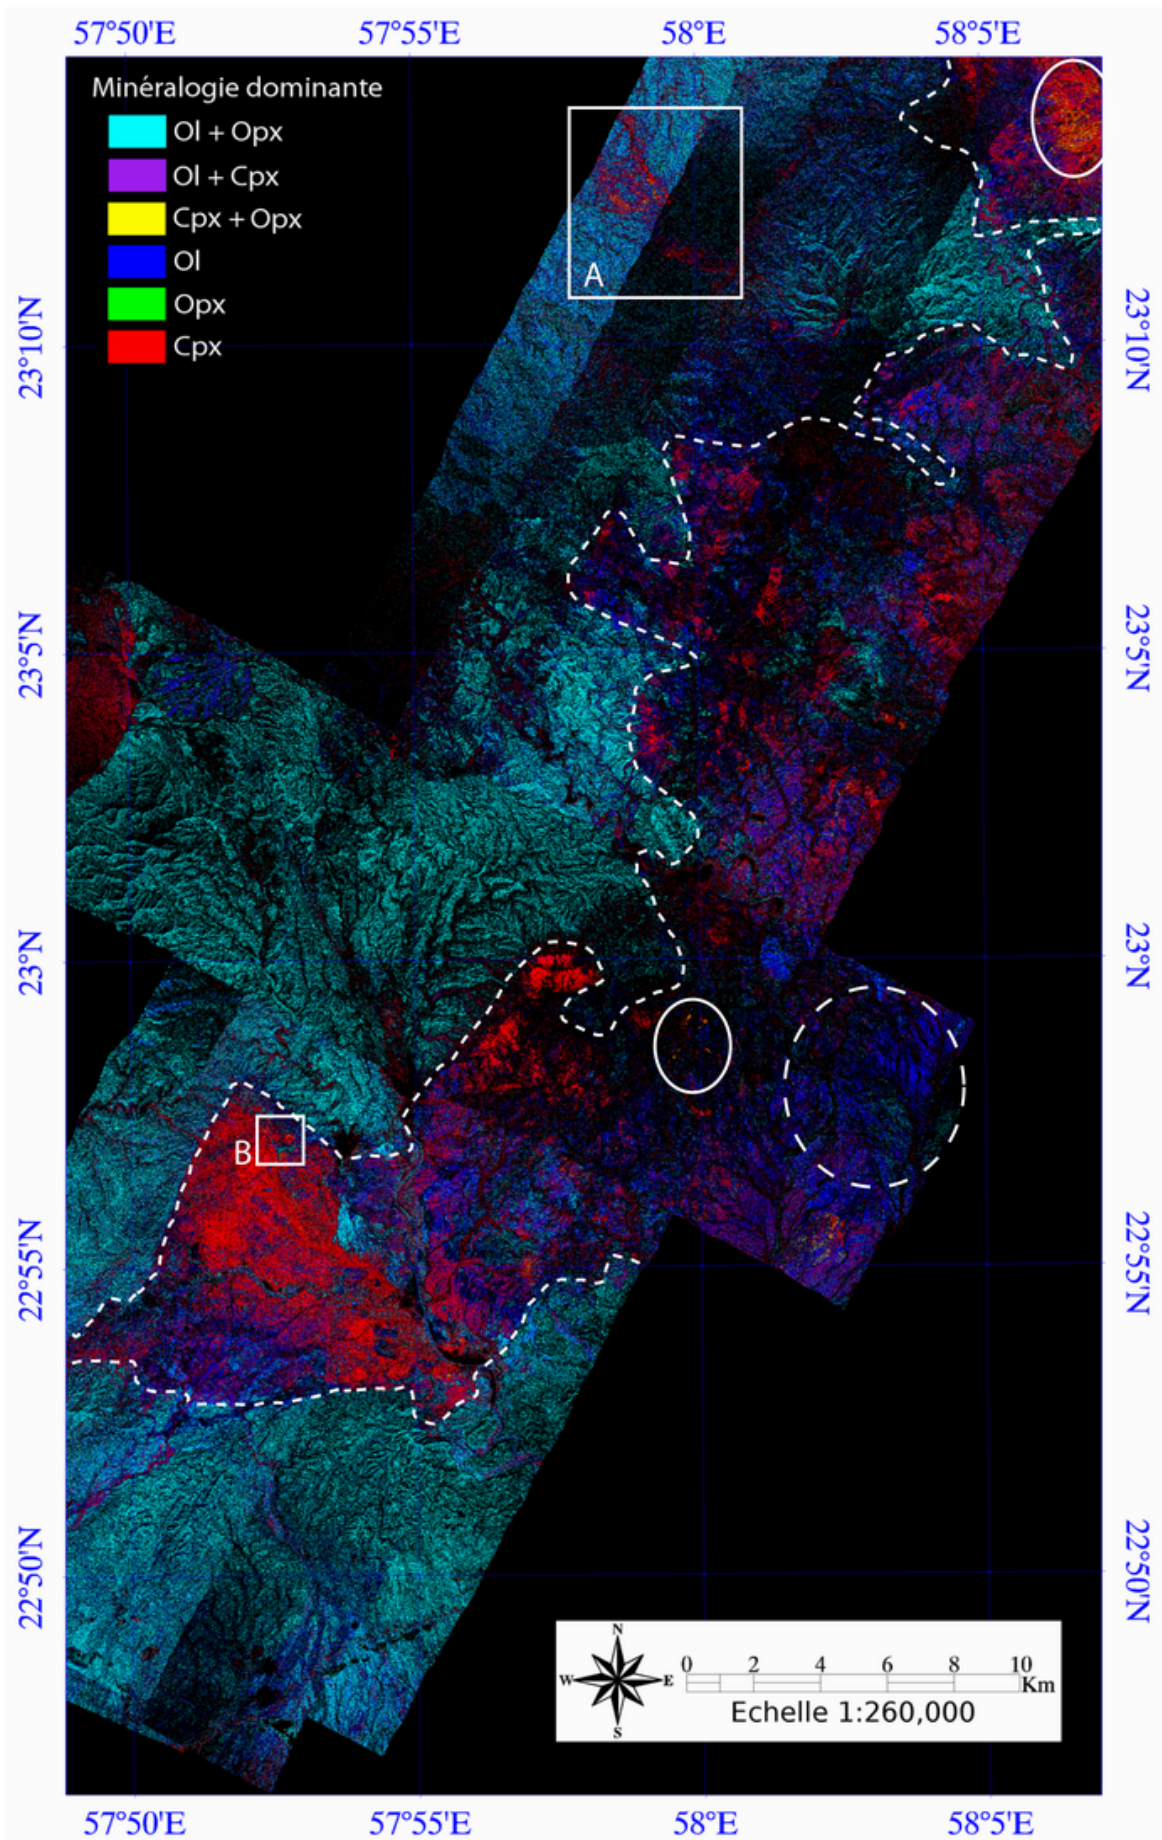 57°50'E 57°55'E 58°E 58°5'E
Minéralogie dominante
Ol + Opx
Ol + Cpx
Cpx + Opx
Ol
Opx
Cpx
A
23°10'N 23°10'N
23°5'N 23°5'N
23°N 23°N
B
22°55'N 22°55'N
22°50'N 22°50'N
N
W E
S
0 2 4 6 8 10
Km
Echelle 1:260,000
57°50'E 57°55'E 58°E 58°5'E